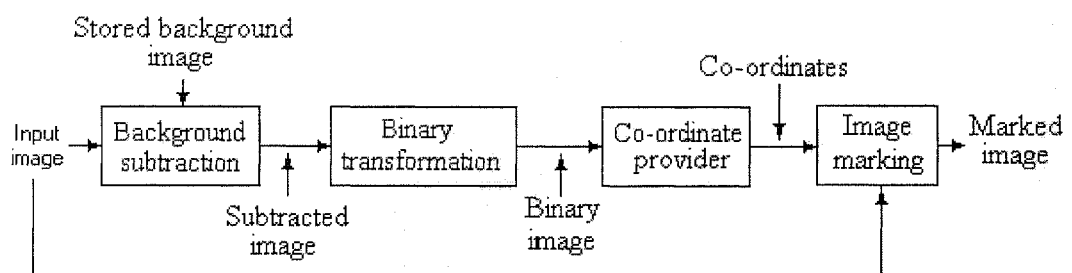 Stored background
image
Input
image
Background
subtraction
Subtracted
image
Binary
transformation
Binary
image
Co-ordinate
provider
Co-ordinates
Image
marking
Marked
image